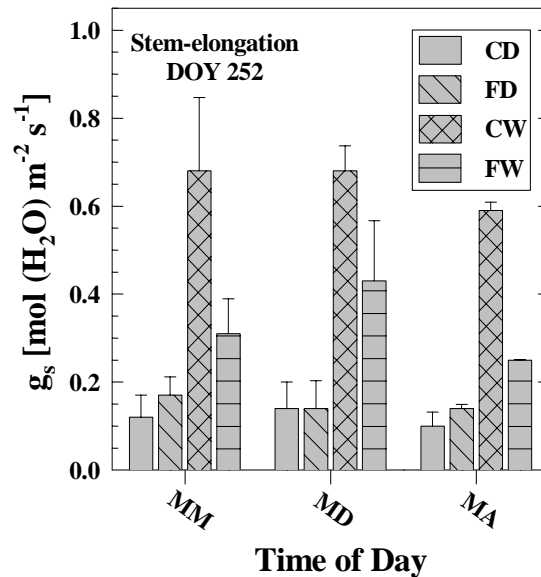 Stem-elongation
DOY 252
CD
FD
CW
FW
1.0
0.8
0.6
0.4
0.2
0.0
g_s [mol (H₂O) m⁻² s⁻¹]
MM
MD
MA
Time of Day